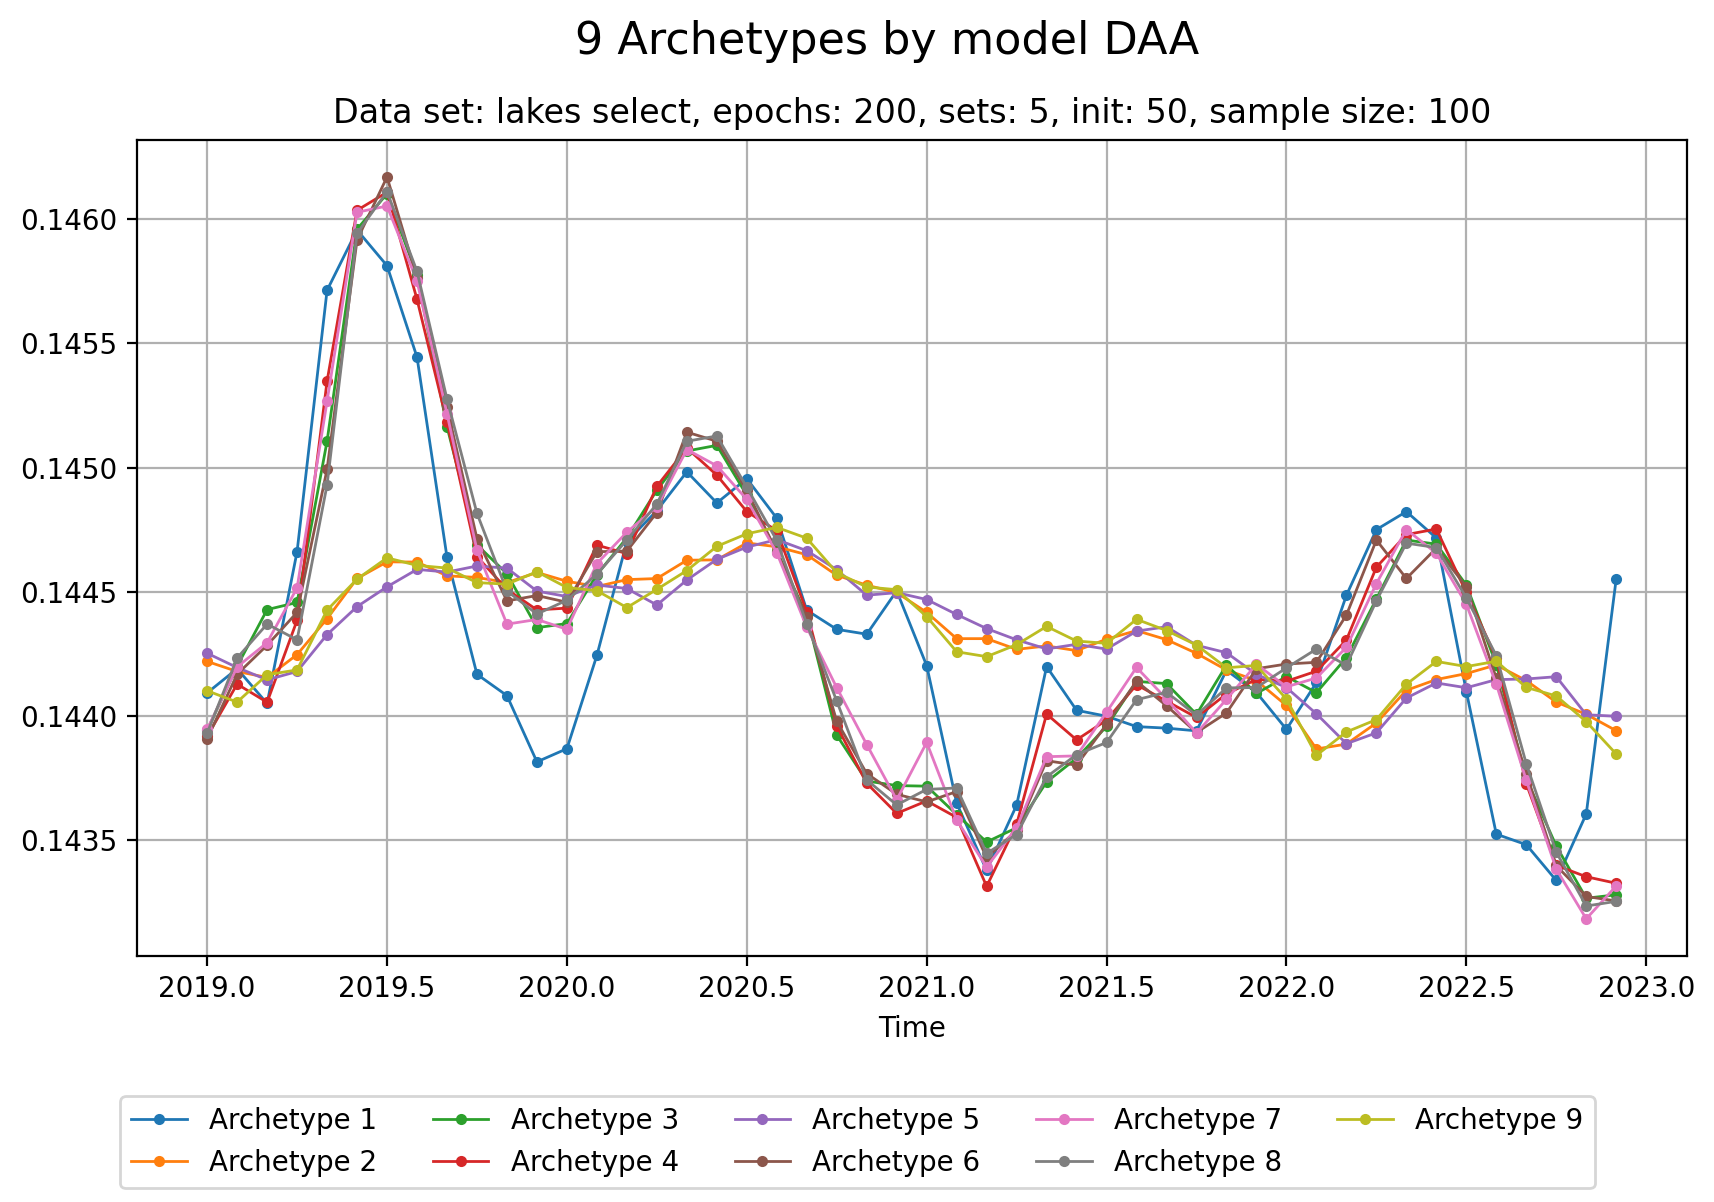 9 Archetypes by model DAA
Data set: lakes select, epochs: 200, sets: 5, init: 50, sample size: 100
0.1460
0.1455
0.1450
0.1445
0.1440
0.1435
2019.0 2019.5 2020.0 2020.5 2021.0 2021.5 2022.0 2022.5 2023.0
Time
Archetype 1 Archetype 3 Archetype 5 Archetype 7 Archetype 9
Archetype 2 Archetype 4 Archetype 6 Archetype 8